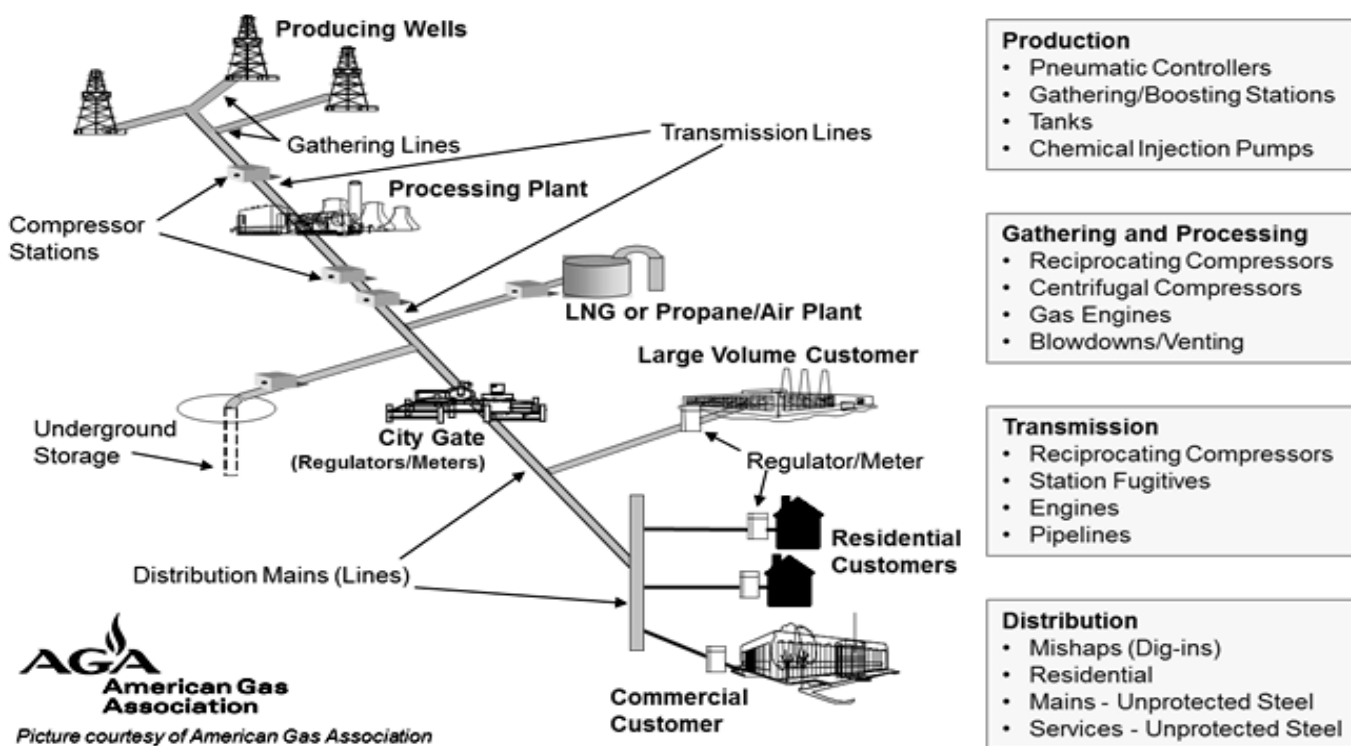 Producing Wells
Gathering Lines
Transmission Lines
Processing Plant
Compressor
Stations
LNG or Propane/Air Plant
Large Volume Customer
Underground
Storage
City Gate
(Regulators/Meters)
Regulator/Meter
Residential
Customers
Distribution Mains (Lines)
Commercial
Customer
AGA
American Gas
Association
Picture courtesy of American Gas Association
Production
• Pneumatic Controllers
• Gathering/Boosting Stations
• Tanks
• Chemical Injection Pumps
Gathering and Processing
• Reciprocating Compressors
• Centrifugal Compressors
• Gas Engines
• Blowdowns/Venting
Transmission
• Reciprocating Compressors
• Station Fugitives
• Engines
• Pipelines
Distribution
• Mishaps (Dig-ins)
• Residential
• Mains - Unprotected Steel
• Services - Unprotected Steel